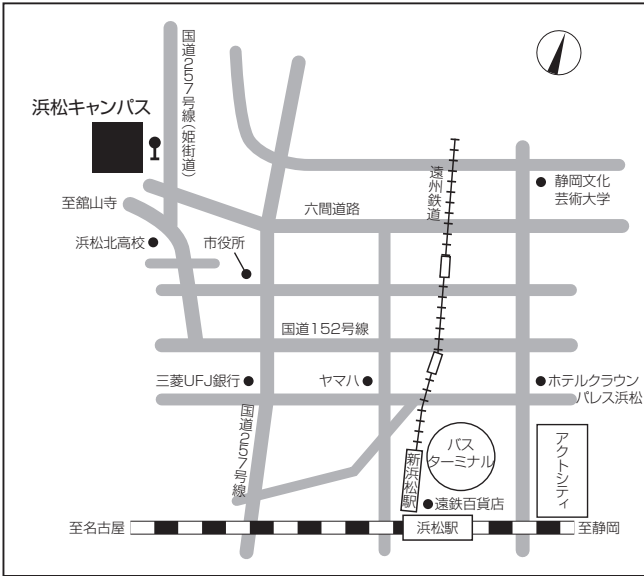 国道257号線(姫街道)
浜松キャンパス
遠州鉄道
静岡文化
芸術大学
至舘山寺
六間道路
浜松北高校
市役所
国道152号線
三菱UFJ銀行
ヤマハ
ホテルクラウン
パレス浜松
国道257号線
バス
ターミナル
アクトシティ
新浜松駅
遠鉄百貨店
至名古屋
浜松駅
至静岡